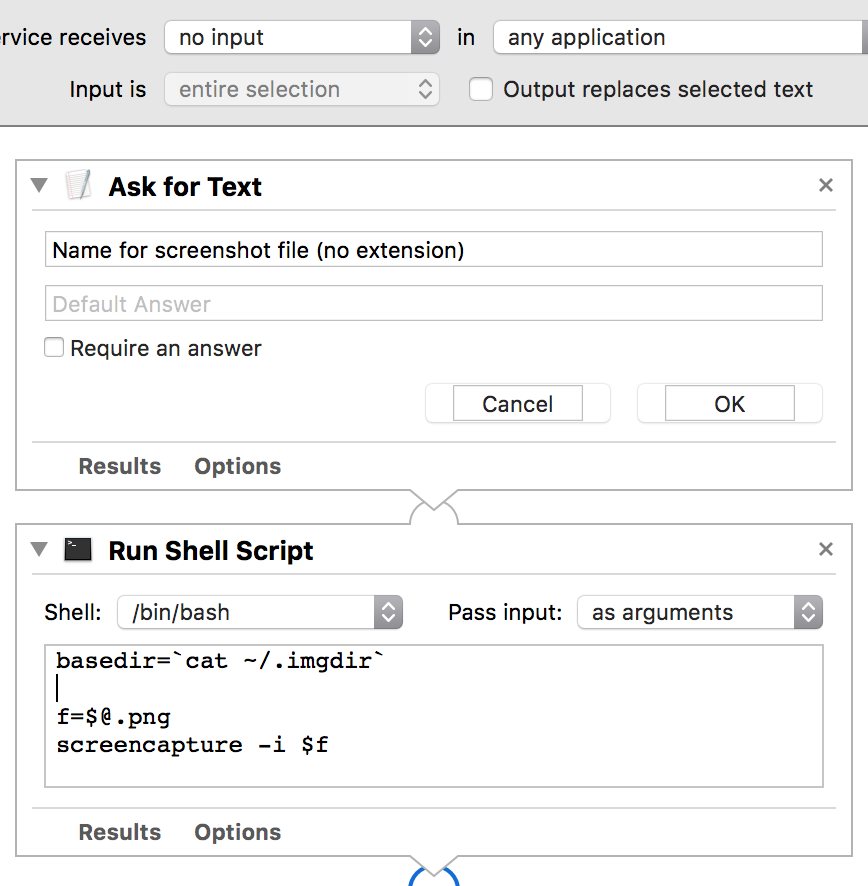 rvice receives no input in any application
Input is entire selection Output replaces selected text
Ask for Text
Name for screenshot file (no extension)
Default Answer
Require an answer
Cancel OK
Results Options
Run Shell Script
Shell: /bin/bash Pass input: as arguments
basedir=`cat ~/.imgdir`
f=$@.png
screencapture -i $f
Results Options